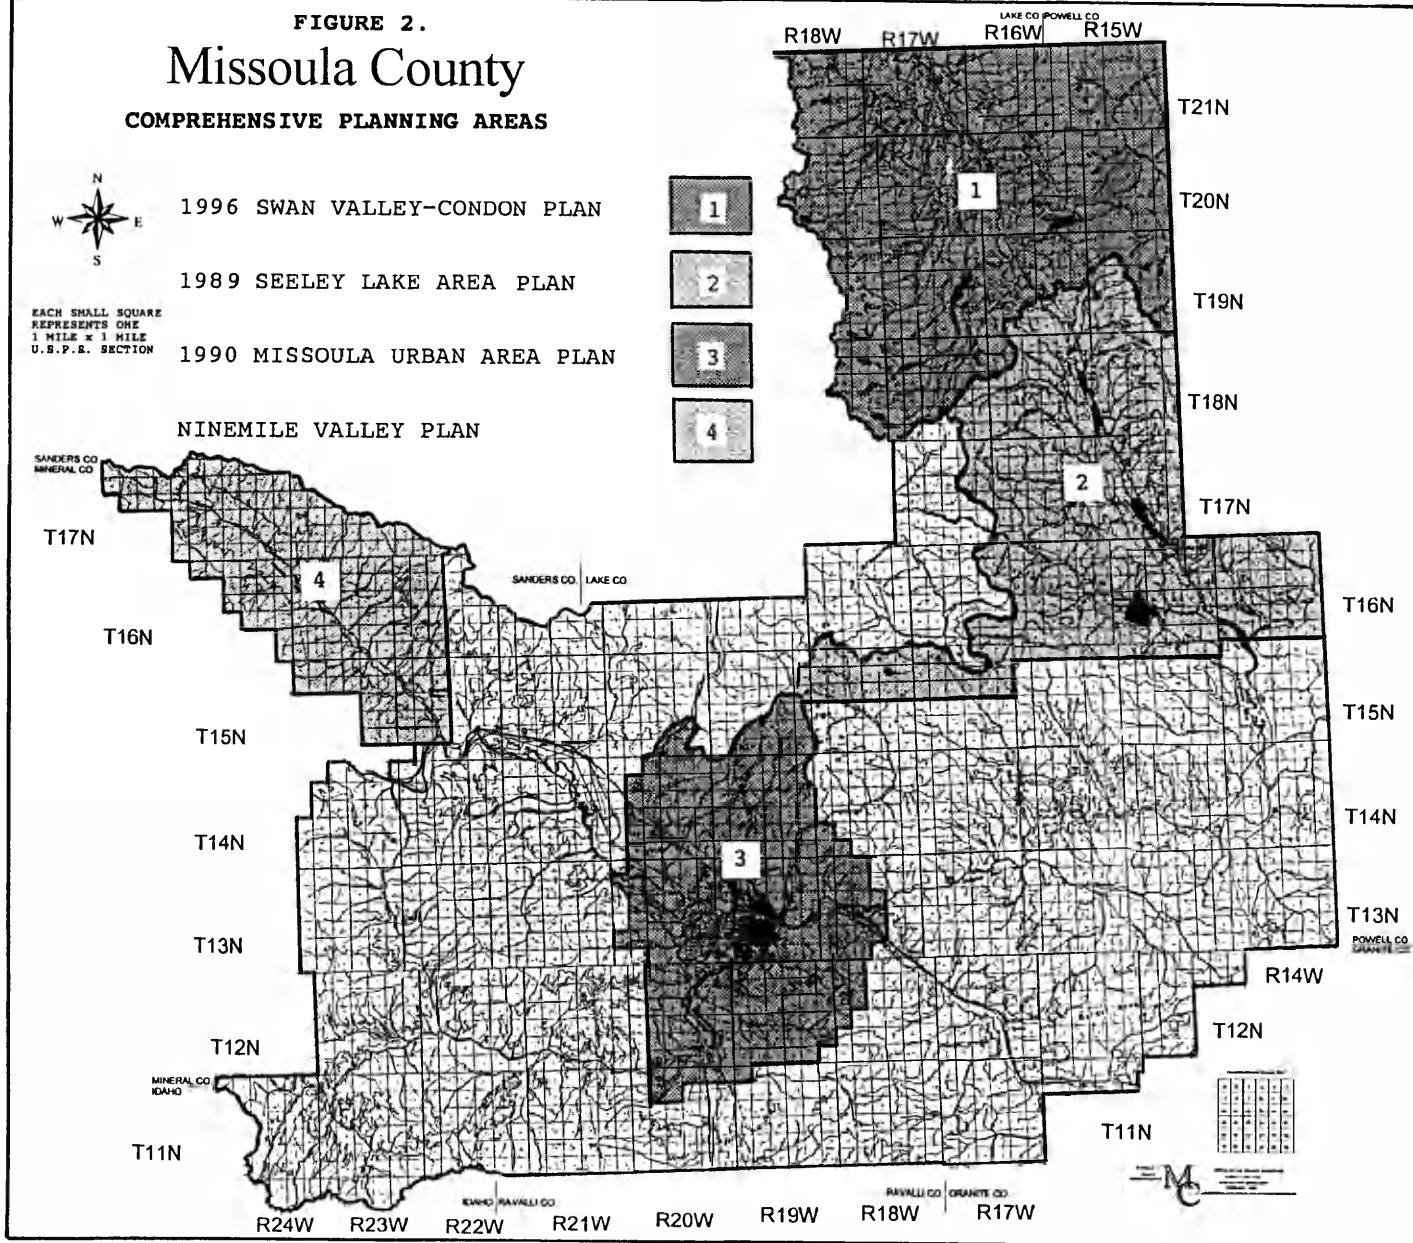 FIGURE 2.
Missoula County
COMPREHENSIVE PLANNING AREAS
N
W E
S
1996 SWAN VALLEY-CONDON PLAN
1
1989 SEELEY LAKE AREA PLAN
2
1990 MISSOULA URBAN AREA PLAN
3
NINEMILE VALLEY PLAN
4
EACH SMALL SQUARE
REPRESENTS ONE
1 MILE x 1 MILE
U.S.P.S. SECTION
LAKE CO POWELL CO
R18W R17W R16W R15W
T21N
1
T20N
T19N
T18N
2
T17N
SANDERS CO
MINERAL CO
T17N
4
SANDERS CO. LAKE CO
T16N
T16N
T15N
T15N
T14N
T14N
3
T13N
T13N
POWELL CO
GRANITE CO
R14W
T12N
T12N
MINERAL CO
IDAHO
T11N
T11N
MC
IDAHO RAVALLI CO
RAVALLI CO GRANITE CO.
R24W R23W R22W R21W R20W R19W R18W R17W